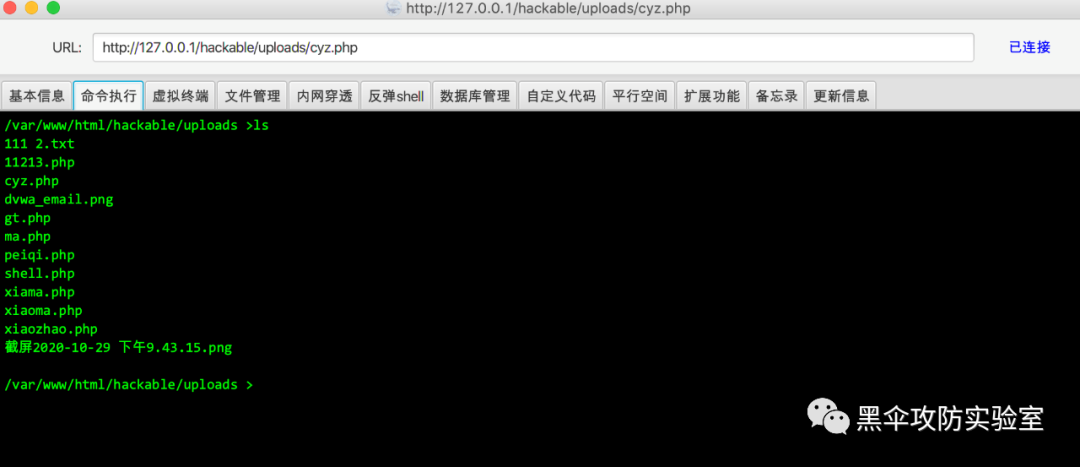 http://127.0.0.1/hackable/uploads/cyz.php
URL: http://127.0.0.1/hackable/uploads/cyz.php 已连接
基本信息 命令执行 虚拟终端 文件管理 内网穿透 反弹shell 数据库管理 自定义代码 平行空间 扩展功能 备忘录 更新信息
/var/www/html/hackable/uploads >ls
111 2.txt
11213.php
cyz.php
dvwa_email.png
gt.php
ma.php
peiqi.php
shell.php
xiama.php
xiaoma.php
xiaozhao.php
截屏2020-10-29 下午9.43.15.png
/var/www/html/hackable/uploads >
黑伞攻防实验室